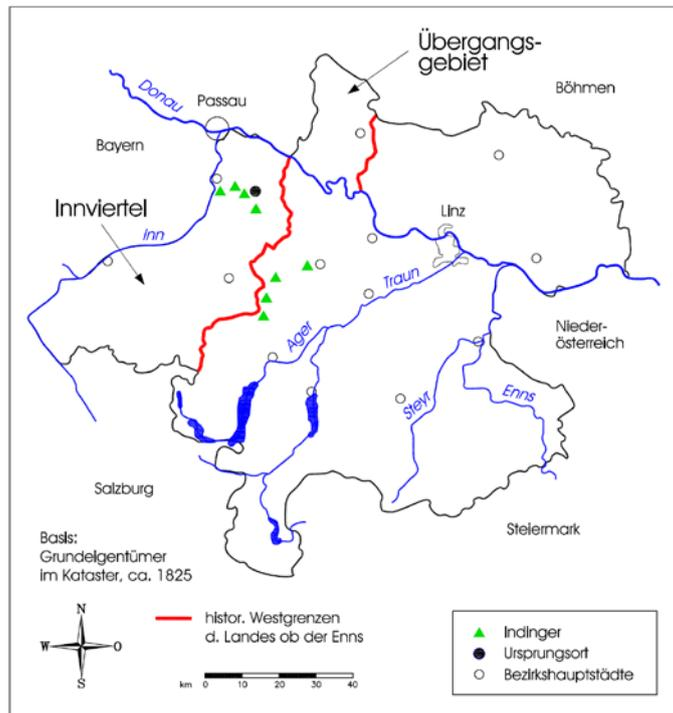 Übergangs-
gebiet
Böhmen
Donau
Passau
Bayern
Innviertel
Inn
Linz
Traun
Ager
Nieder-
österreich
Steyr
Enns
Salzburg
Steiermark
Basis:
Grundeigentümer
im Kataster, ca. 1825
N
W
O
S
histor. Westgrenzen
d. Landes ob der Enns
km 0 10 20 30 40
Indinger
Ursprungsort
Bezirkshauptstädte